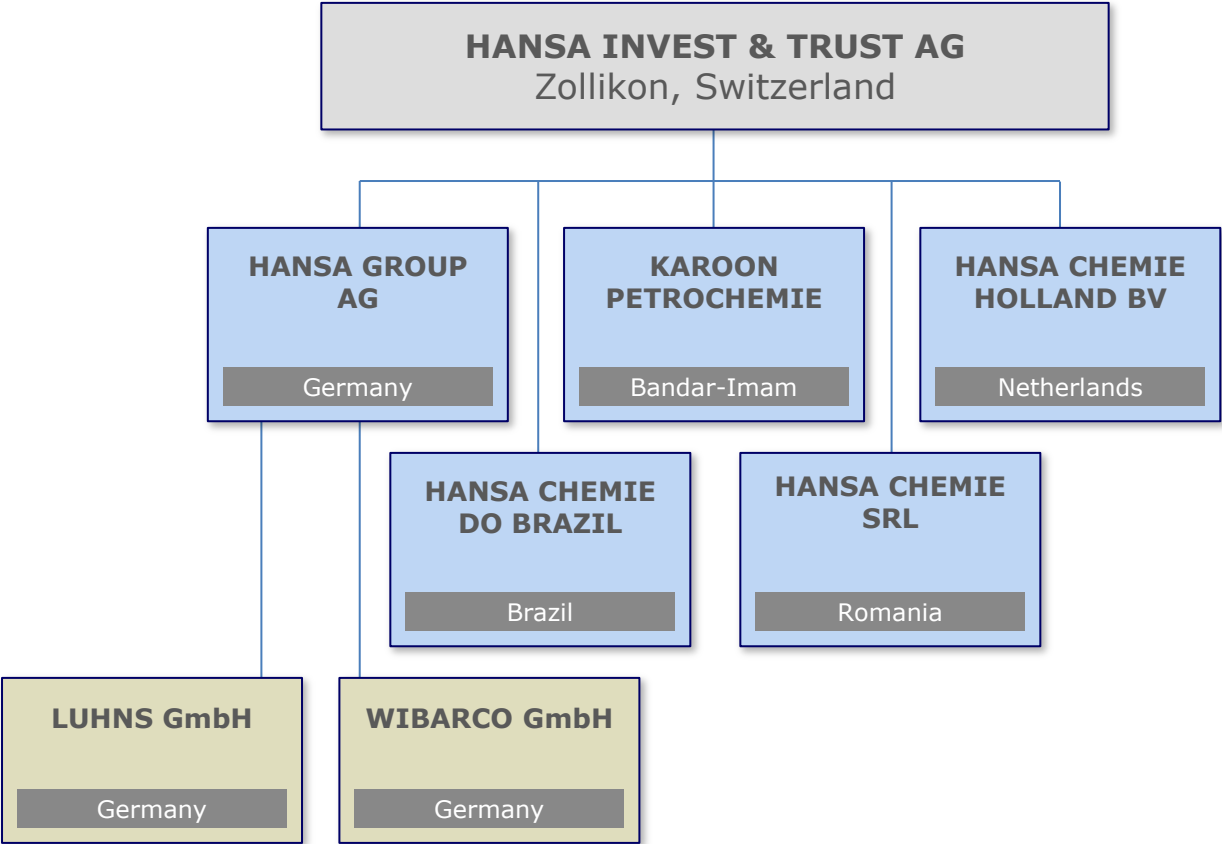 HANSA INVEST & TRUST AG
Zollikon, Switzerland
HANSA GROUP
AG
Germany
KAROON
PETROCHEMIE
Bandar-Imam
HANSA CHEMIE
HOLLAND BV
Netherlands
HANSA CHEMIE
DO BRAZIL
Brazil
HANSA CHEMIE
SRL
Romania
LUHNS GmbH
Germany
WIBARCO GmbH
Germany